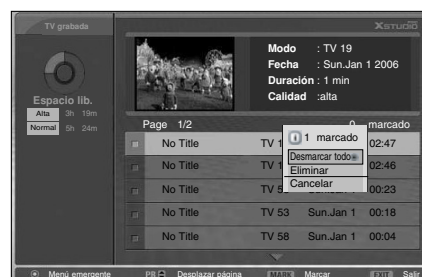 TV grabada
XSTUDIO
Modo : TV 19
Fecha : Sun.Jan 1 2006
Duración : 1 min
Calidad :alta
Espacio lib.
Alta 3h 19m
Normal 5h 24m
Page 1/2 0 marcado
No Title TV 1 02:47
No Title TV 1 02:46
No Title TV 5 00:23
No Title TV 53 Sun.Jan 1 00:18
No Title TV 58 Sun.Jan 1 00:04
i 1 marcado
Desmarcar todo
Eliminar
Cancelar
Menú emergente PR Desplazar página MARK Marcar EXIT Salir